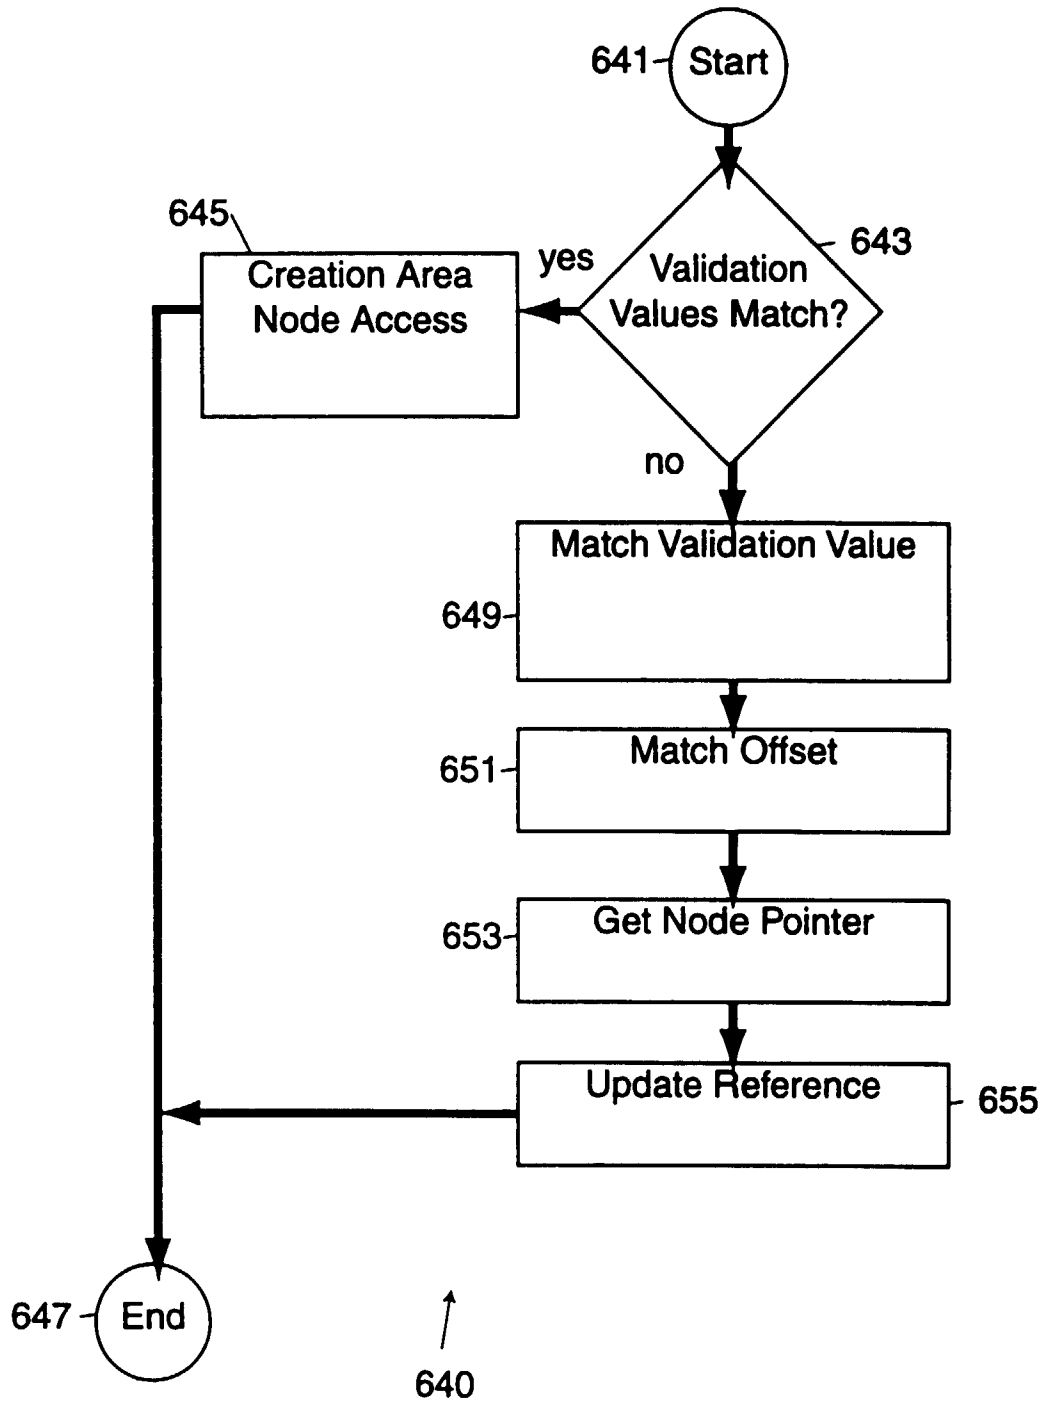 641
Start
645
643
yes
Creation Area
Node Access
Validation
Values Match?
no
Match Validation Value
649
Match Offset
651
Get Node Pointer
653
Update Reference
655
647
End
640